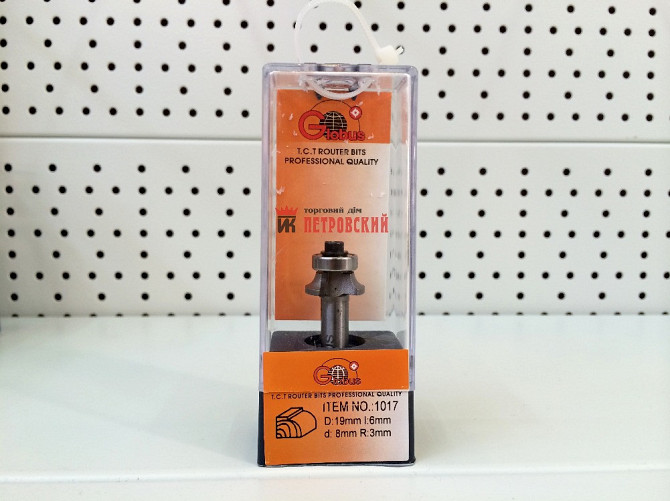 Globus
T.C.T ROUTER BITS
PROFESSIONAL QUALITY
торговий дім
ПЕТРОВСКИЙ
Globus
T.C.T ROUTER BITS PROFESSIONAL QUALITY
ITEM NO.:1017
D:19mm l:6mm
d: 8mm R:3mm